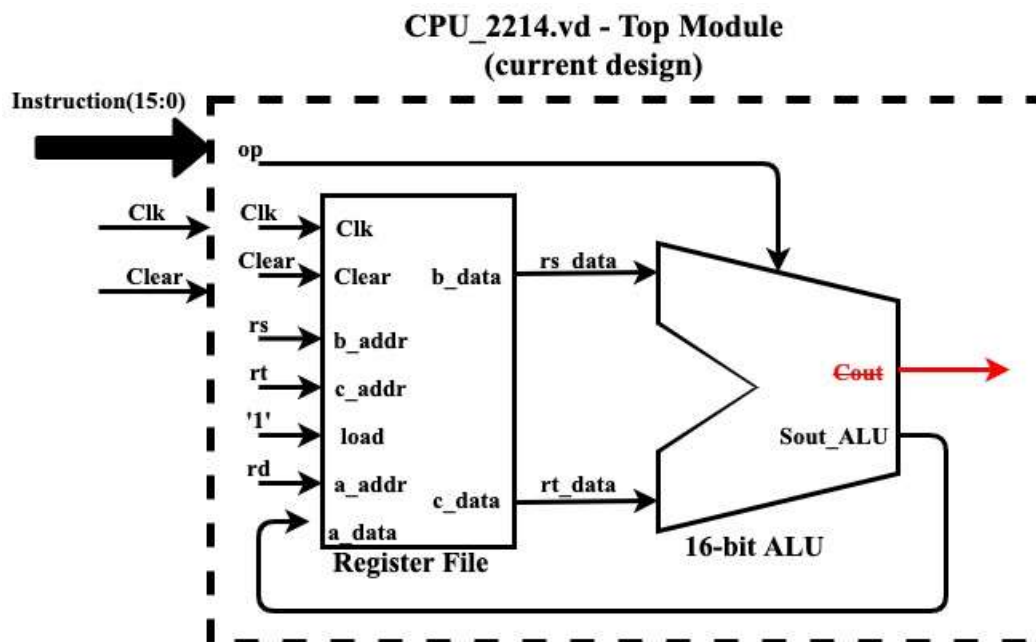 CPU_2214.vd - Top Module
(current design)
Instruction(15:0)
op
Clk
Clk
Clk
Clear
Clear
Clear
b_data
rs_data
rs
b_addr
rt
c_addr
Cout
'1'
load
Sout_ALU
rd
a_addr
c_data
rt_data
a_data
Register File
16-bit ALU